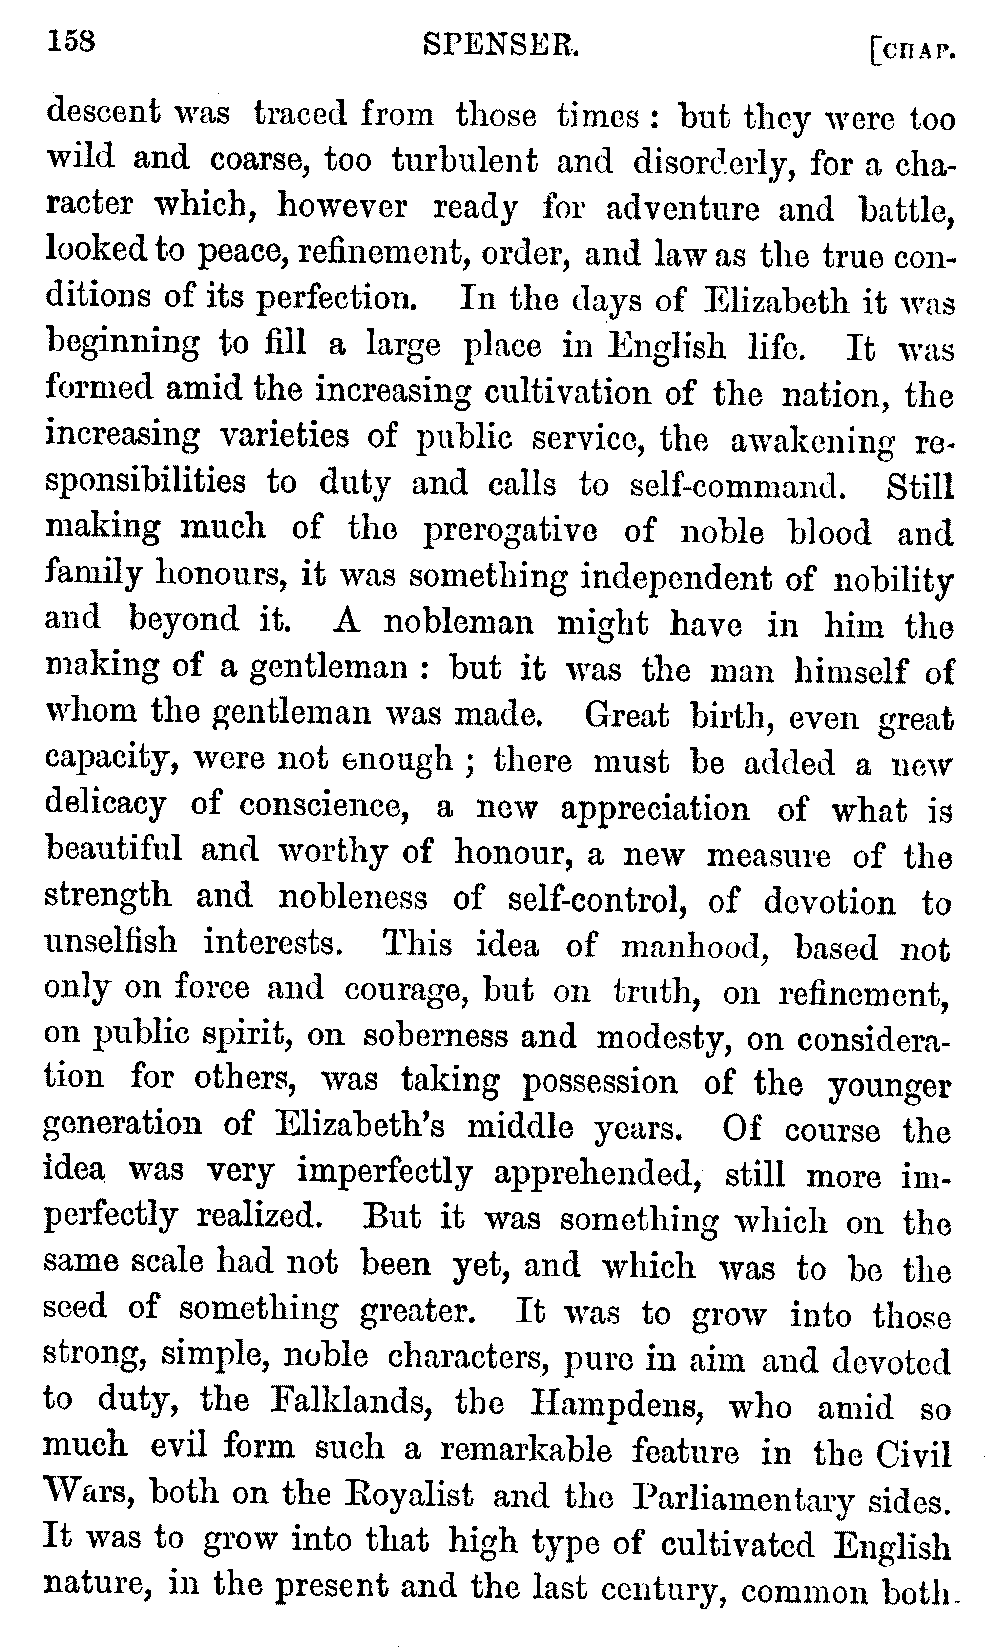 158 SPENSER. [CHAP.
descent was traced from those times : but they were too
wild and coarse, too turbulent and disorderly, for a cha-
racter which, however ready for adventure and battle,
looked to peace, refinement, order, and law as the true con-
ditions of its perfection. In the days of Elizabeth it was
beginning to fill a large place in English life. It was
formed amid the increasing cultivation of the nation, the
increasing varieties of public service, the awakening re-
sponsibilities to duty and calls to self-command. Still
making much of the prerogative of noble blood and
family honours, it was something independent of nobility
and beyond it. A nobleman might have in him the
making of a gentleman : but it was the man himself of
whom the gentleman was made. Great birth, even great
capacity, were not enough ; there must be added a new
delicacy of conscience, a new appreciation of what is
beautiful and worthy of honour, a new measure of the
strength and nobleness of self-control, of devotion to
unselfish interests. This idea of manhood, based not
only on force and courage, but on truth, on refinement,
on public spirit, on soberness and modesty, on considera-
tion for others, was taking possession of the younger
generation of Elizabeth's middle years. Of course the
idea was very imperfectly apprehended, still more im-
perfectly realized. But it was something which on the
same scale had not been yet, and which was to be the
seed of something greater. It was to grow into those
strong, simple, noble characters, pure in aim and devoted
to duty, the Falklands, the Hampdens, who amid so
much evil form such a remarkable feature in the Civil
Wars, both on the Royalist and the Parliamentary sides.
It was to grow into that high type of cultivated English
nature, in the present and the last century, common both